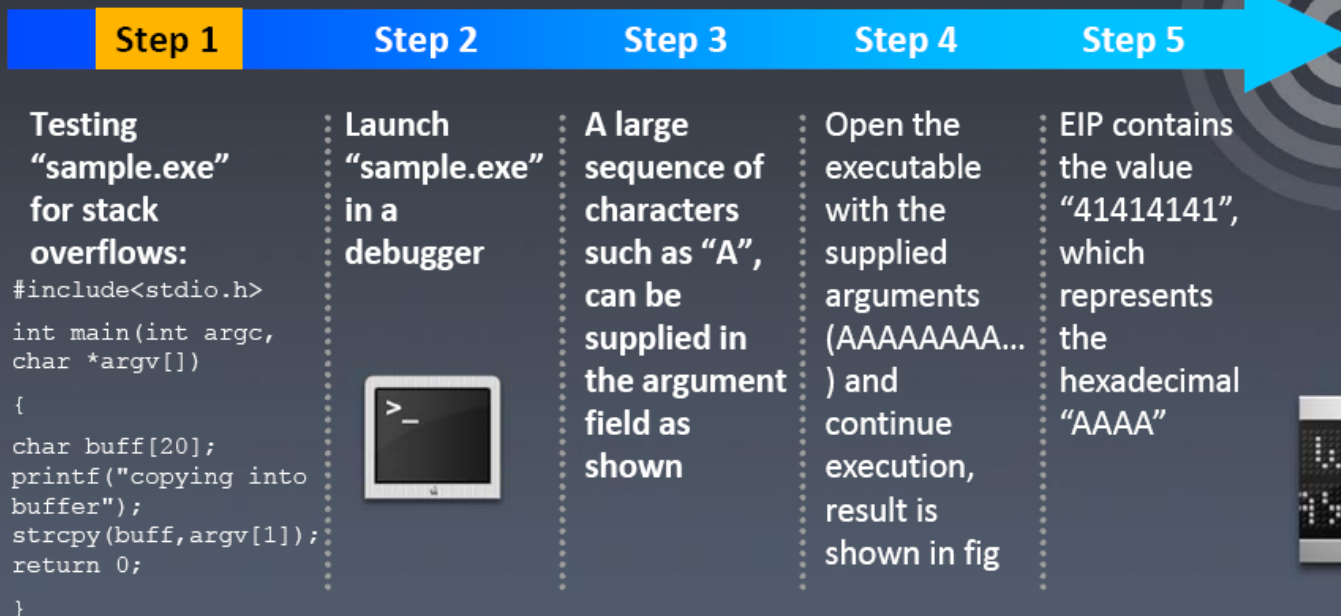 Step 1
Step 2
Step 3
Step 4
Step 5
Testing
“sample.exe”
for stack
overflows:
#include<stdio.h>
int main(int argc,
char *argv[])
{
char buff[20];
printf("copying into
buffer");
strcpy(buff,argv[1]);
return 0;
}
Launch
“sample.exe”
in a
debugger
>_
A large
sequence of
characters
such as “A”,
can be
supplied in
the argument
field as
shown
Open the
executable
with the
supplied
arguments
(AAAAAAAA...
) and
continue
execution,
result is
shown in fig
EIP contains
the value
“41414141”,
which
represents
the
hexadecimal
“AAAA”